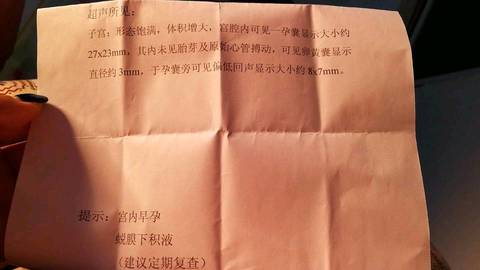 超声所见：
子宫：形态饱满，体积增大，宫腔内可见一孕囊显示大小约
27x23mm，其内未见胎芽及原始心管搏动，可见卵黄囊显示
直径约3mm，于孕囊旁可见偏低回声显示大小约8x7mm。
提示：宫内早孕
蜕膜下积液
（建议定期复查）